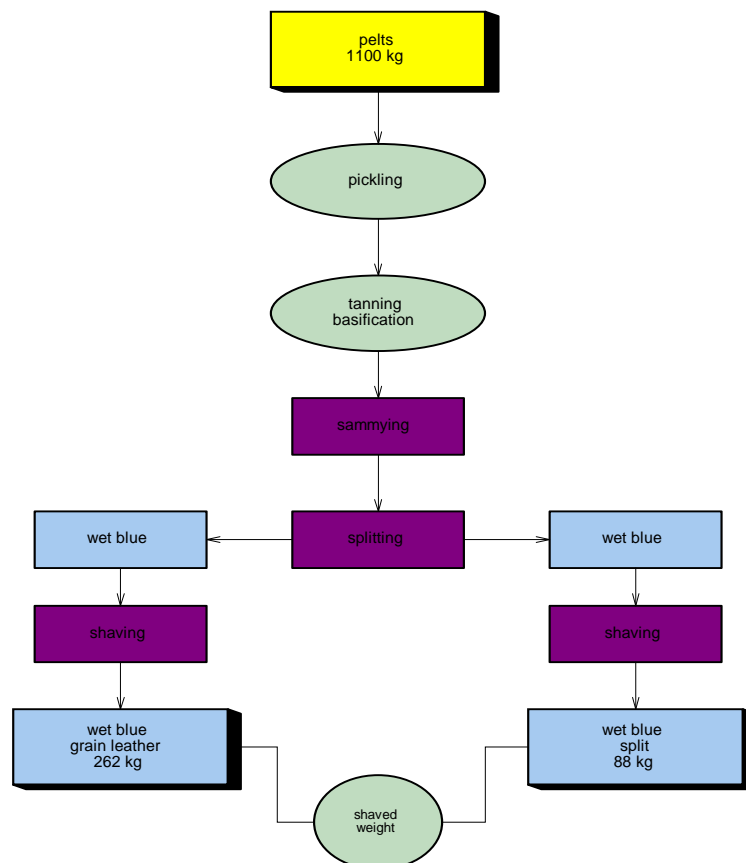 pelts
1100 kg
pickling
tanning
basification
sammying
wet blue
splitting
wet blue
shaving
shaving
wet blue
grain leather
262 kg
wet blue
split
88 kg
shaved
weight